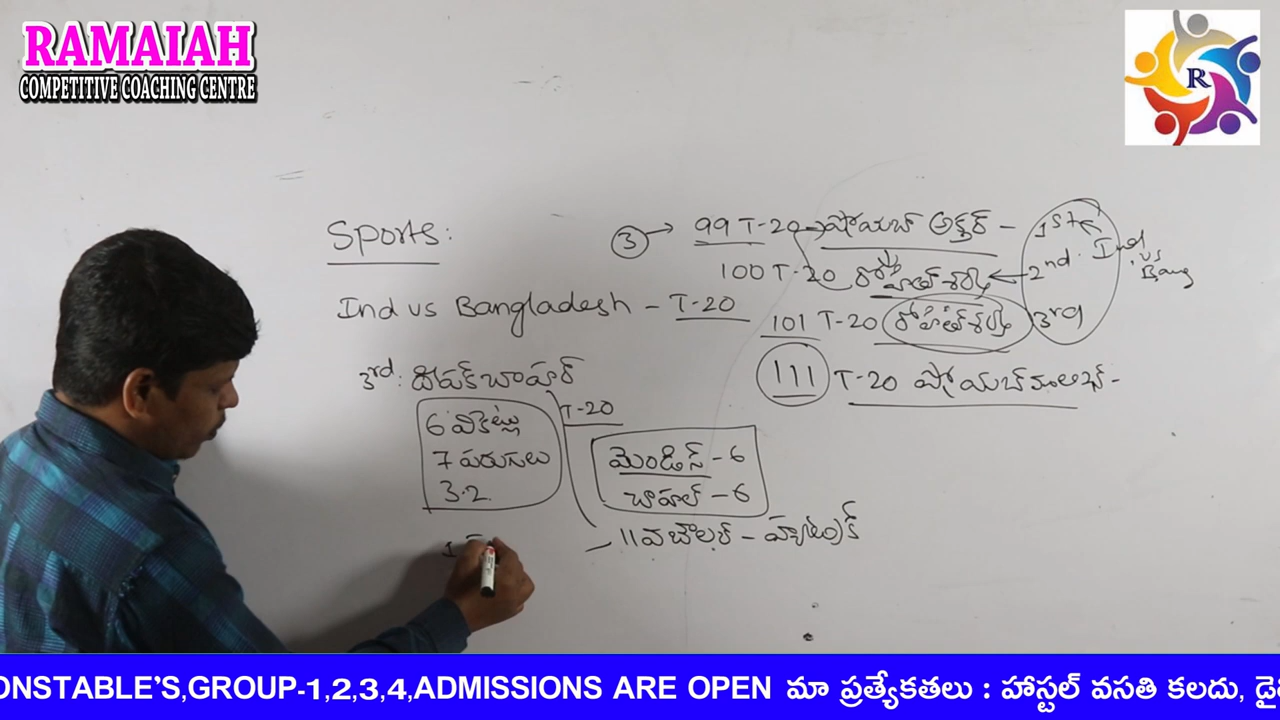 RAMAIAH
COMPETITIVE COACHING CENTRE
R
Sports:
Ind vs Bangladesh - T-20
3rd: దీపక్ చాహర్
6 వికెట్లు
7 పరుగులు
3.2
T-20
మెండిస్ - 6
చాహల్ - 6
11వ బౌలర్ - హ్యాట్రిక్
3 → 99 T-20 → షోయబ్ అక్తర్ - 1st
100 T-20 రోహిత్ శర్మ ← 2nd. Ind vs Bang
101 T-20 రోహిత్ శర్మ 3rd
111 T-20 షోయబ్ మాలిక్ -
ONSTABLE'S,GROUP-1,2,3,4,ADMISSIONS ARE OPEN మా ప్రత్యేకతలు : హాస్టల్ వసతి కలదు, డై